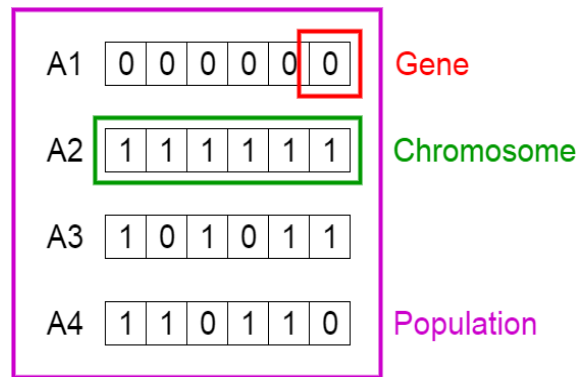 A1 0 0 0 0 0 0 Gene
A2 1 1 1 1 1 1 Chromosome
A3 1 0 1 0 1 1
A4 1 1 0 1 1 0 Population